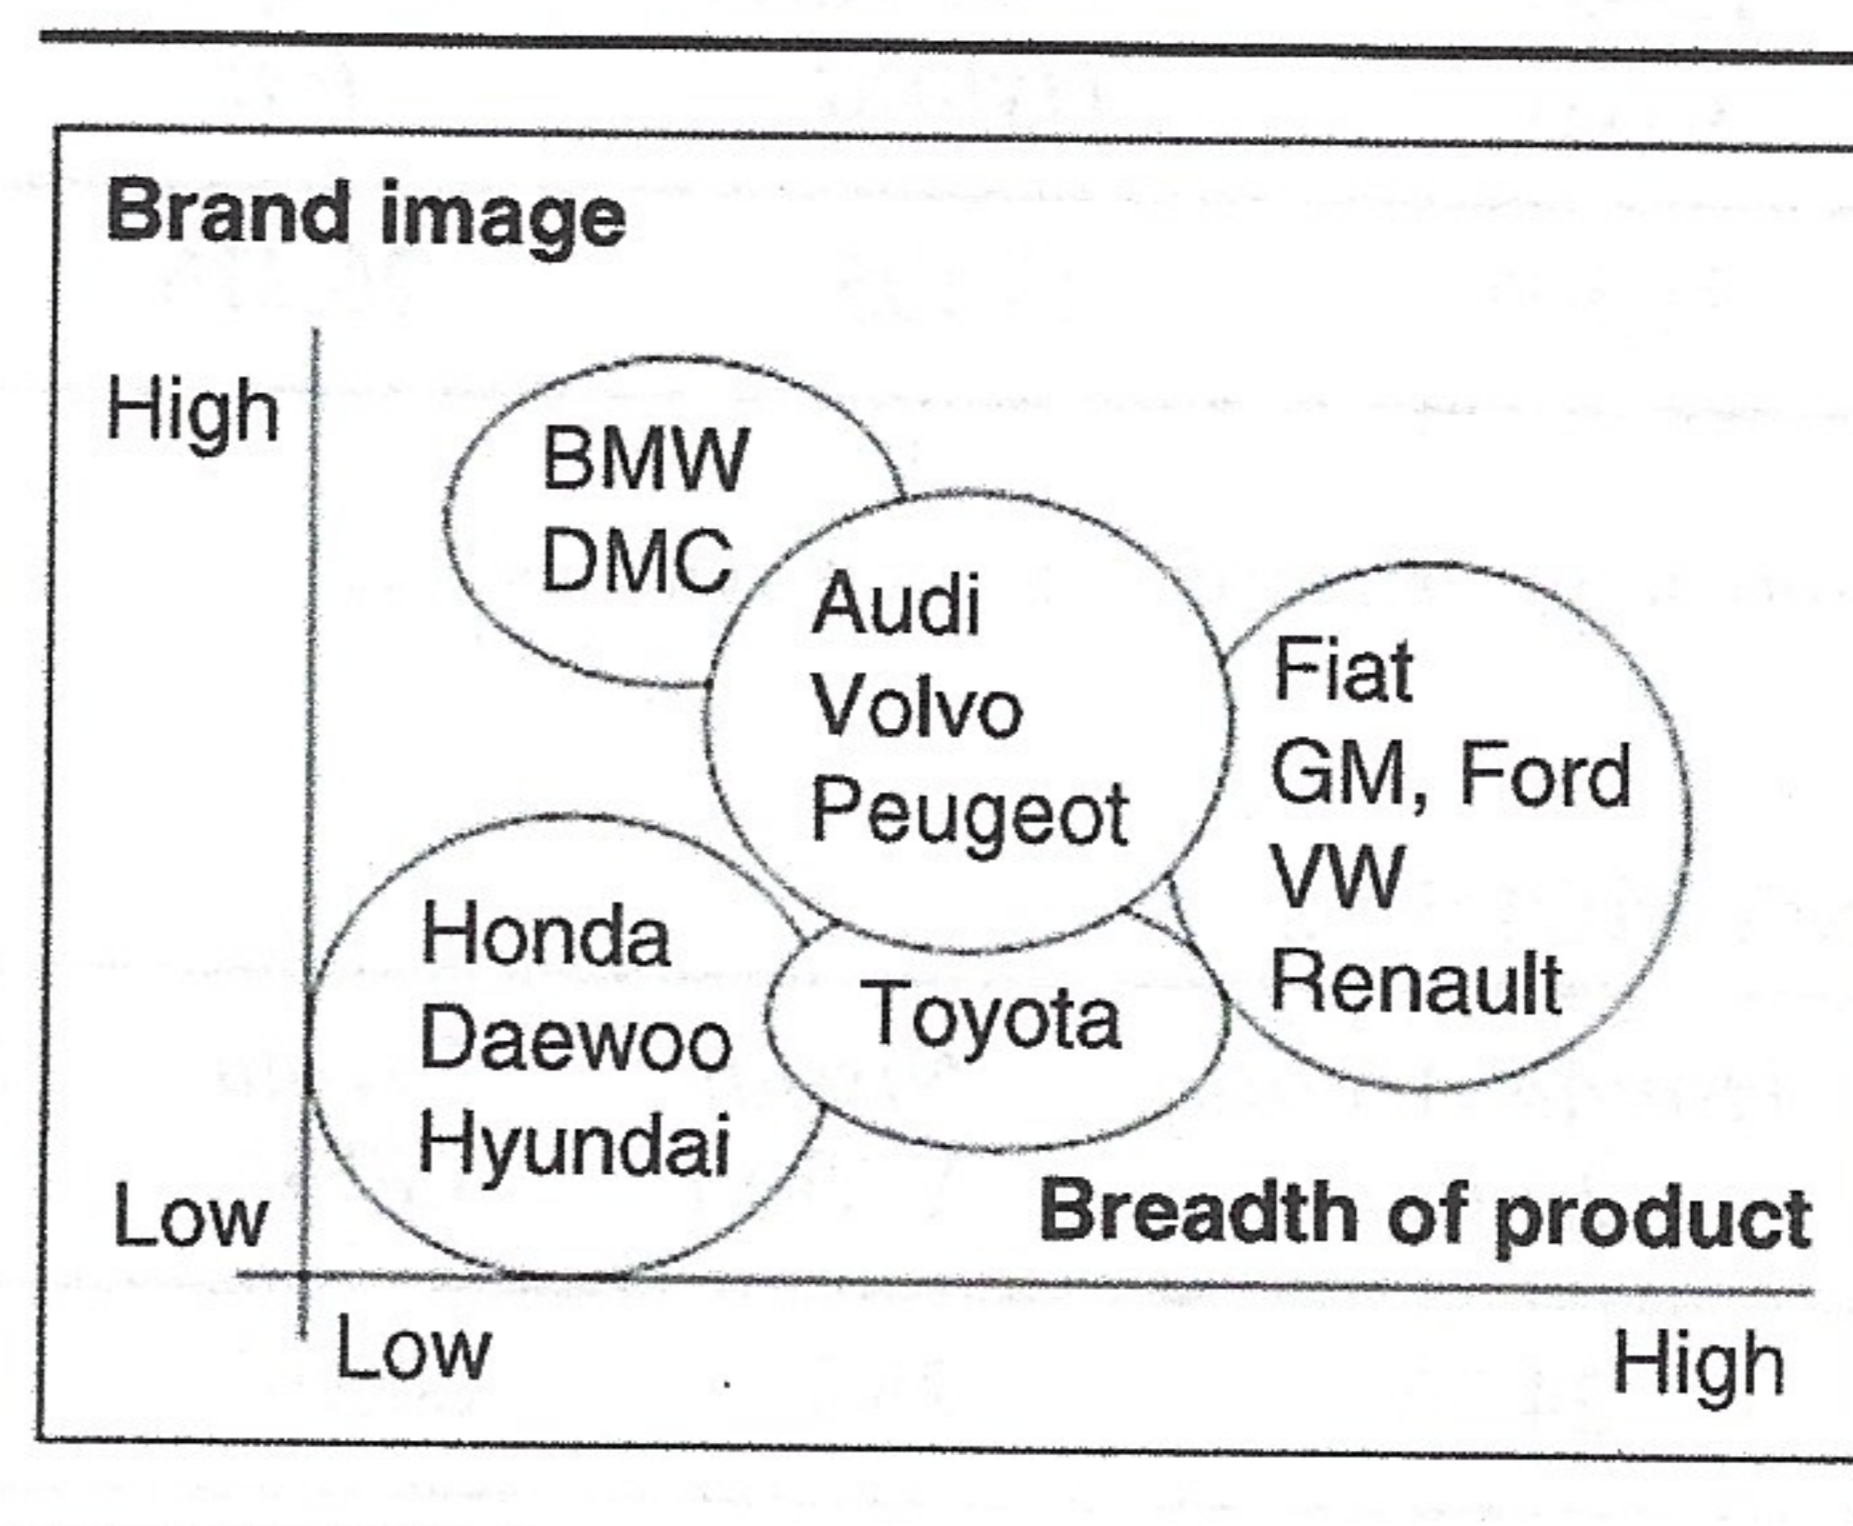 Brand image
High
BMW
DMC
Audi
Volvo
Peugeot
Fiat
GM, Ford
VW
Renault
Honda
Daewoo
Hyundai
Toyota
Low
Breadth of product
Low
High